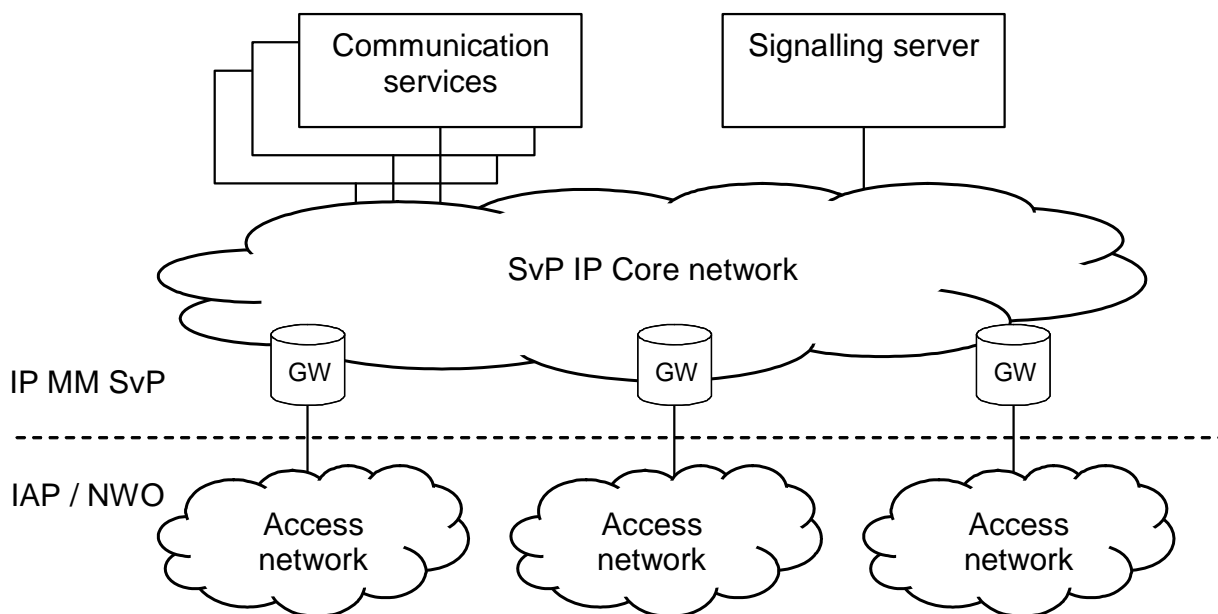 Communication
services
Signalling server
SvP IP Core network
GW
GW
GW
IP MM SvP
IAP / NWO
Access
network
Access
network
Access
network